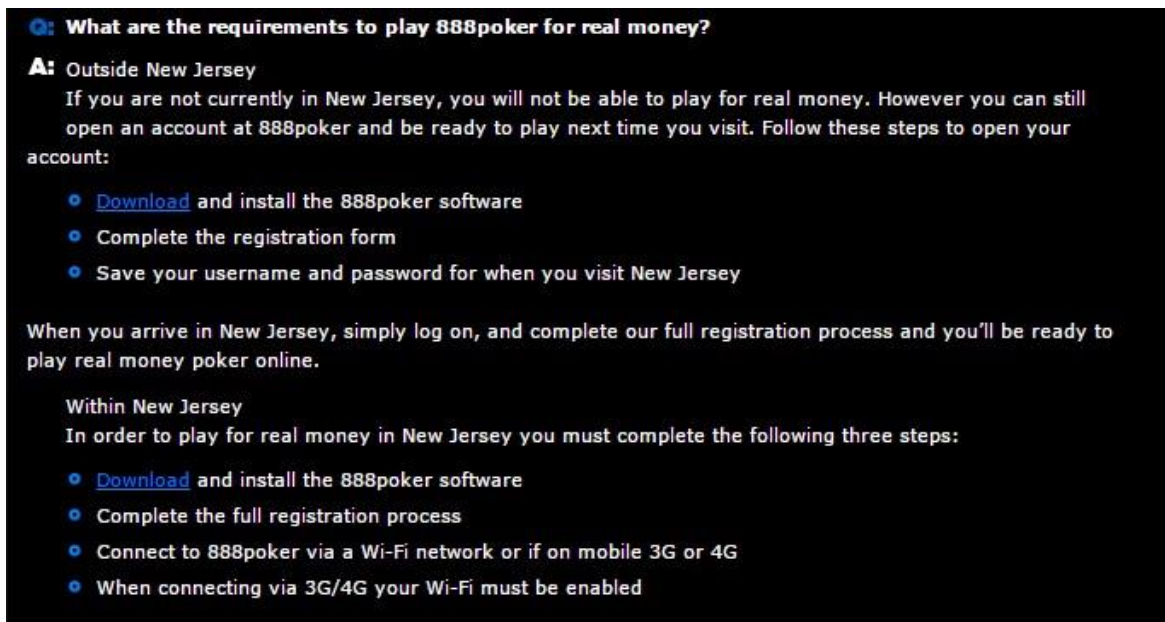 Q: What are the requirements to play 888poker for real money?
A: Outside New Jersey
If you are not currently in New Jersey, you will not be able to play for real money. However you can still
open an account at 888poker and be ready to play next time you visit. Follow these steps to open your
account:
Download and install the 888poker software
Complete the registration form
Save your username and password for when you visit New Jersey
When you arrive in New Jersey, simply log on, and complete our full registration process and you’ll be ready to
play real money poker online.
Within New Jersey
In order to play for real money in New Jersey you must complete the following three steps:
Download and install the 888poker software
Complete the full registration process
Connect to 888poker via a Wi-Fi network or if on mobile 3G or 4G
When connecting via 3G/4G your Wi-Fi must be enabled